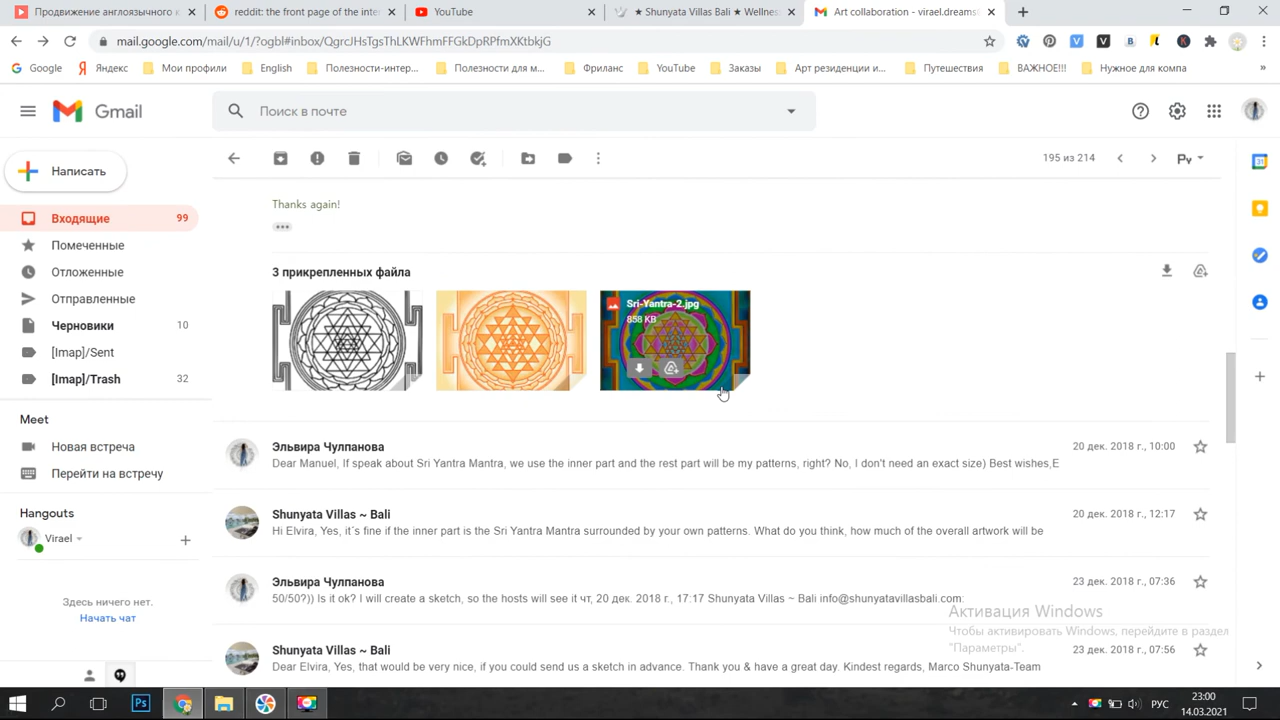 Продвижение англоязычного к
reddit: the front page of the inter
YouTube
★ Shunyata Villas Bali ★ Wellnes
Art collaboration - virael.dreams
mail.google.com/mail/u/1/?ogbl#inbox/QgrcJHsTgsThLKWFhmFFGkDpRPfmXKtbkjG
Google
Яндекс
Мои профили
English
Полезности-интер...
Полезности для м...
Фриланс
YouTube
Заказы
Арт резиденции и...
Путешествия
ВАЖНОЕ!!!
Нужное для компа
Gmail
Поиск в почте
Написать
195 из 214
Входящие 99
Помеченные
Отложенные
Отправленные
Черновики 10
[Imap]/Sent
[Imap]/Trash 32
Meet
Новая встреча
Перейти на встречу
Hangouts
Virael
Здесь ничего нет.
Начать чат
Thanks again!
3 прикрепленных файла
Sri-Yantra-2.jpg
858 KB
Эльвира Чулпанова 20 дек. 2018 г., 10:00
Dear Manuel, If speak about Sri Yantra Mantra, we use the inner part and the rest part will be my patterns, right? No, I don't need an exact size) Best wishes,E
Shunyata Villas ~ Bali 20 дек. 2018 г., 12:17
Hi Elvira, Yes, it´s fine if the inner part is the Sri Yantra Mantra surrounded by your own patterns. What do you think, how much of the overall artwork will be
Эльвира Чулпанова 23 дек. 2018 г., 07:36
50/50?)) Is it ok? I will create a sketch, so the hosts will see it чт, 20 дек. 2018 г., 17:17 Shunyata Villas ~ Bali info@shunyatavillasbali.com:
Shunyata Villas ~ Bali 23 дек. 2018 г., 07:56
Dear Elvira, Yes, that would be very nice, if you could send us a sketch in advance. Thank you & have a great day. Kindest regards, Marco Shunyata-Team
Активация Windows
Чтобы активировать Windows, перейдите в раздел
"Параметры".
Ps
РУС
23:00
14.03.2021